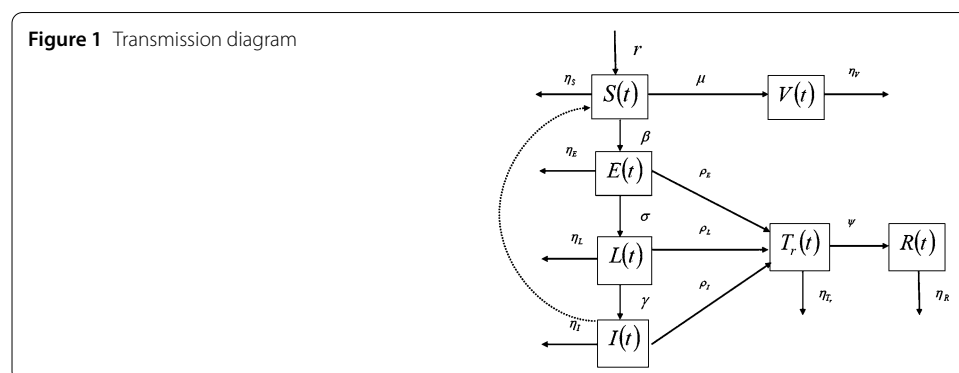 Figure 1 Transmission diagram
r
η_S
S(t)
μ
V(t)
η_V
β
η_E
E(t)
ρ_E
σ
η_L
L(t)
ρ_L
T_r(t)
ψ
R(t)
γ
ρ_I
η_{T_r}
η_R
η_I
I(t)